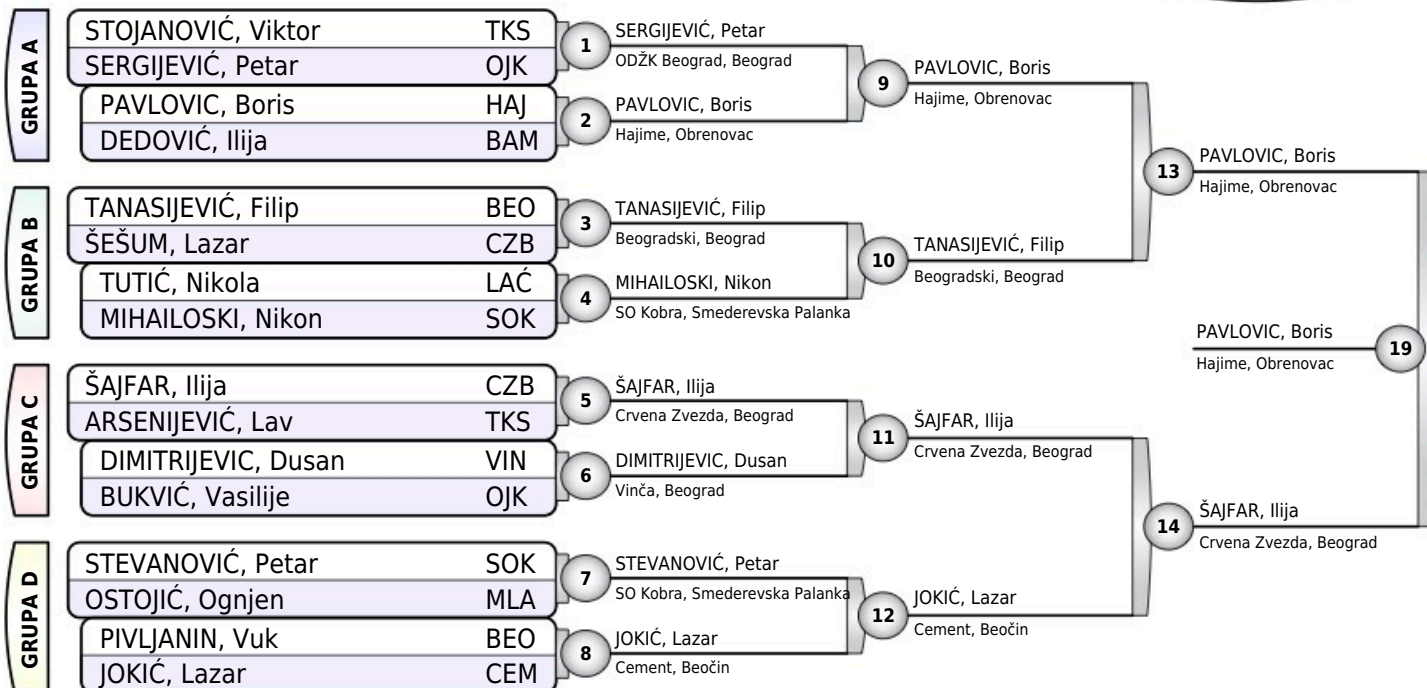 GRUPA A
STOJANOVIĆ, Viktor TKS
SERGIJEVIĆ, Petar OJK
PAVLOVIC, Boris HAJ
DEDOVIĆ, Ilija BAM
GRUPA B
TANASIJEVIĆ, Filip BEO
ŠEŠUM, Lazar CZB
TUTIĆ, Nikola LAĆ
MIHAILOSKI, Nikon SOK
GRUPA C
ŠAJFAR, Ilija CZB
ARSENIJEVIĆ, Lav TKS
DIMITRIJEVIC, Dusan VIN
BUKVIĆ, Vasilije OJK
GRUPA D
STEVANOVIĆ, Petar SOK
OSTOJIĆ, Ognjen MLA
PIVLJANIN, Vuk BEO
JOKIĆ, Lazar CEM
1
SERGIJEVIĆ, Petar
ODŽK Beograd, Beograd
2
PAVLOVIC, Boris
Hajime, Obrenovac
3
TANASIJEVIĆ, Filip
Beogradski, Beograd
4
MIHAILOSKI, Nikon
SO Kobra, Smederevska Palanka
5
ŠAJFAR, Ilija
Crvena Zvezda, Beograd
6
DIMITRIJEVIC, Dusan
Vinča, Beograd
7
STEVANOVIĆ, Petar
SO Kobra, Smederevska Palanka
8
JOKIĆ, Lazar
Cement, Beočin
9
PAVLOVIC, Boris
Hajime, Obrenovac
10
TANASIJEVIĆ, Filip
Beogradski, Beograd
11
ŠAJFAR, Ilija
Crvena Zvezda, Beograd
12
JOKIĆ, Lazar
Cement, Beočin
13
PAVLOVIC, Boris
Hajime, Obrenovac
14
ŠAJFAR, Ilija
Crvena Zvezda, Beograd
PAVLOVIC, Boris
Hajime, Obrenovac
19